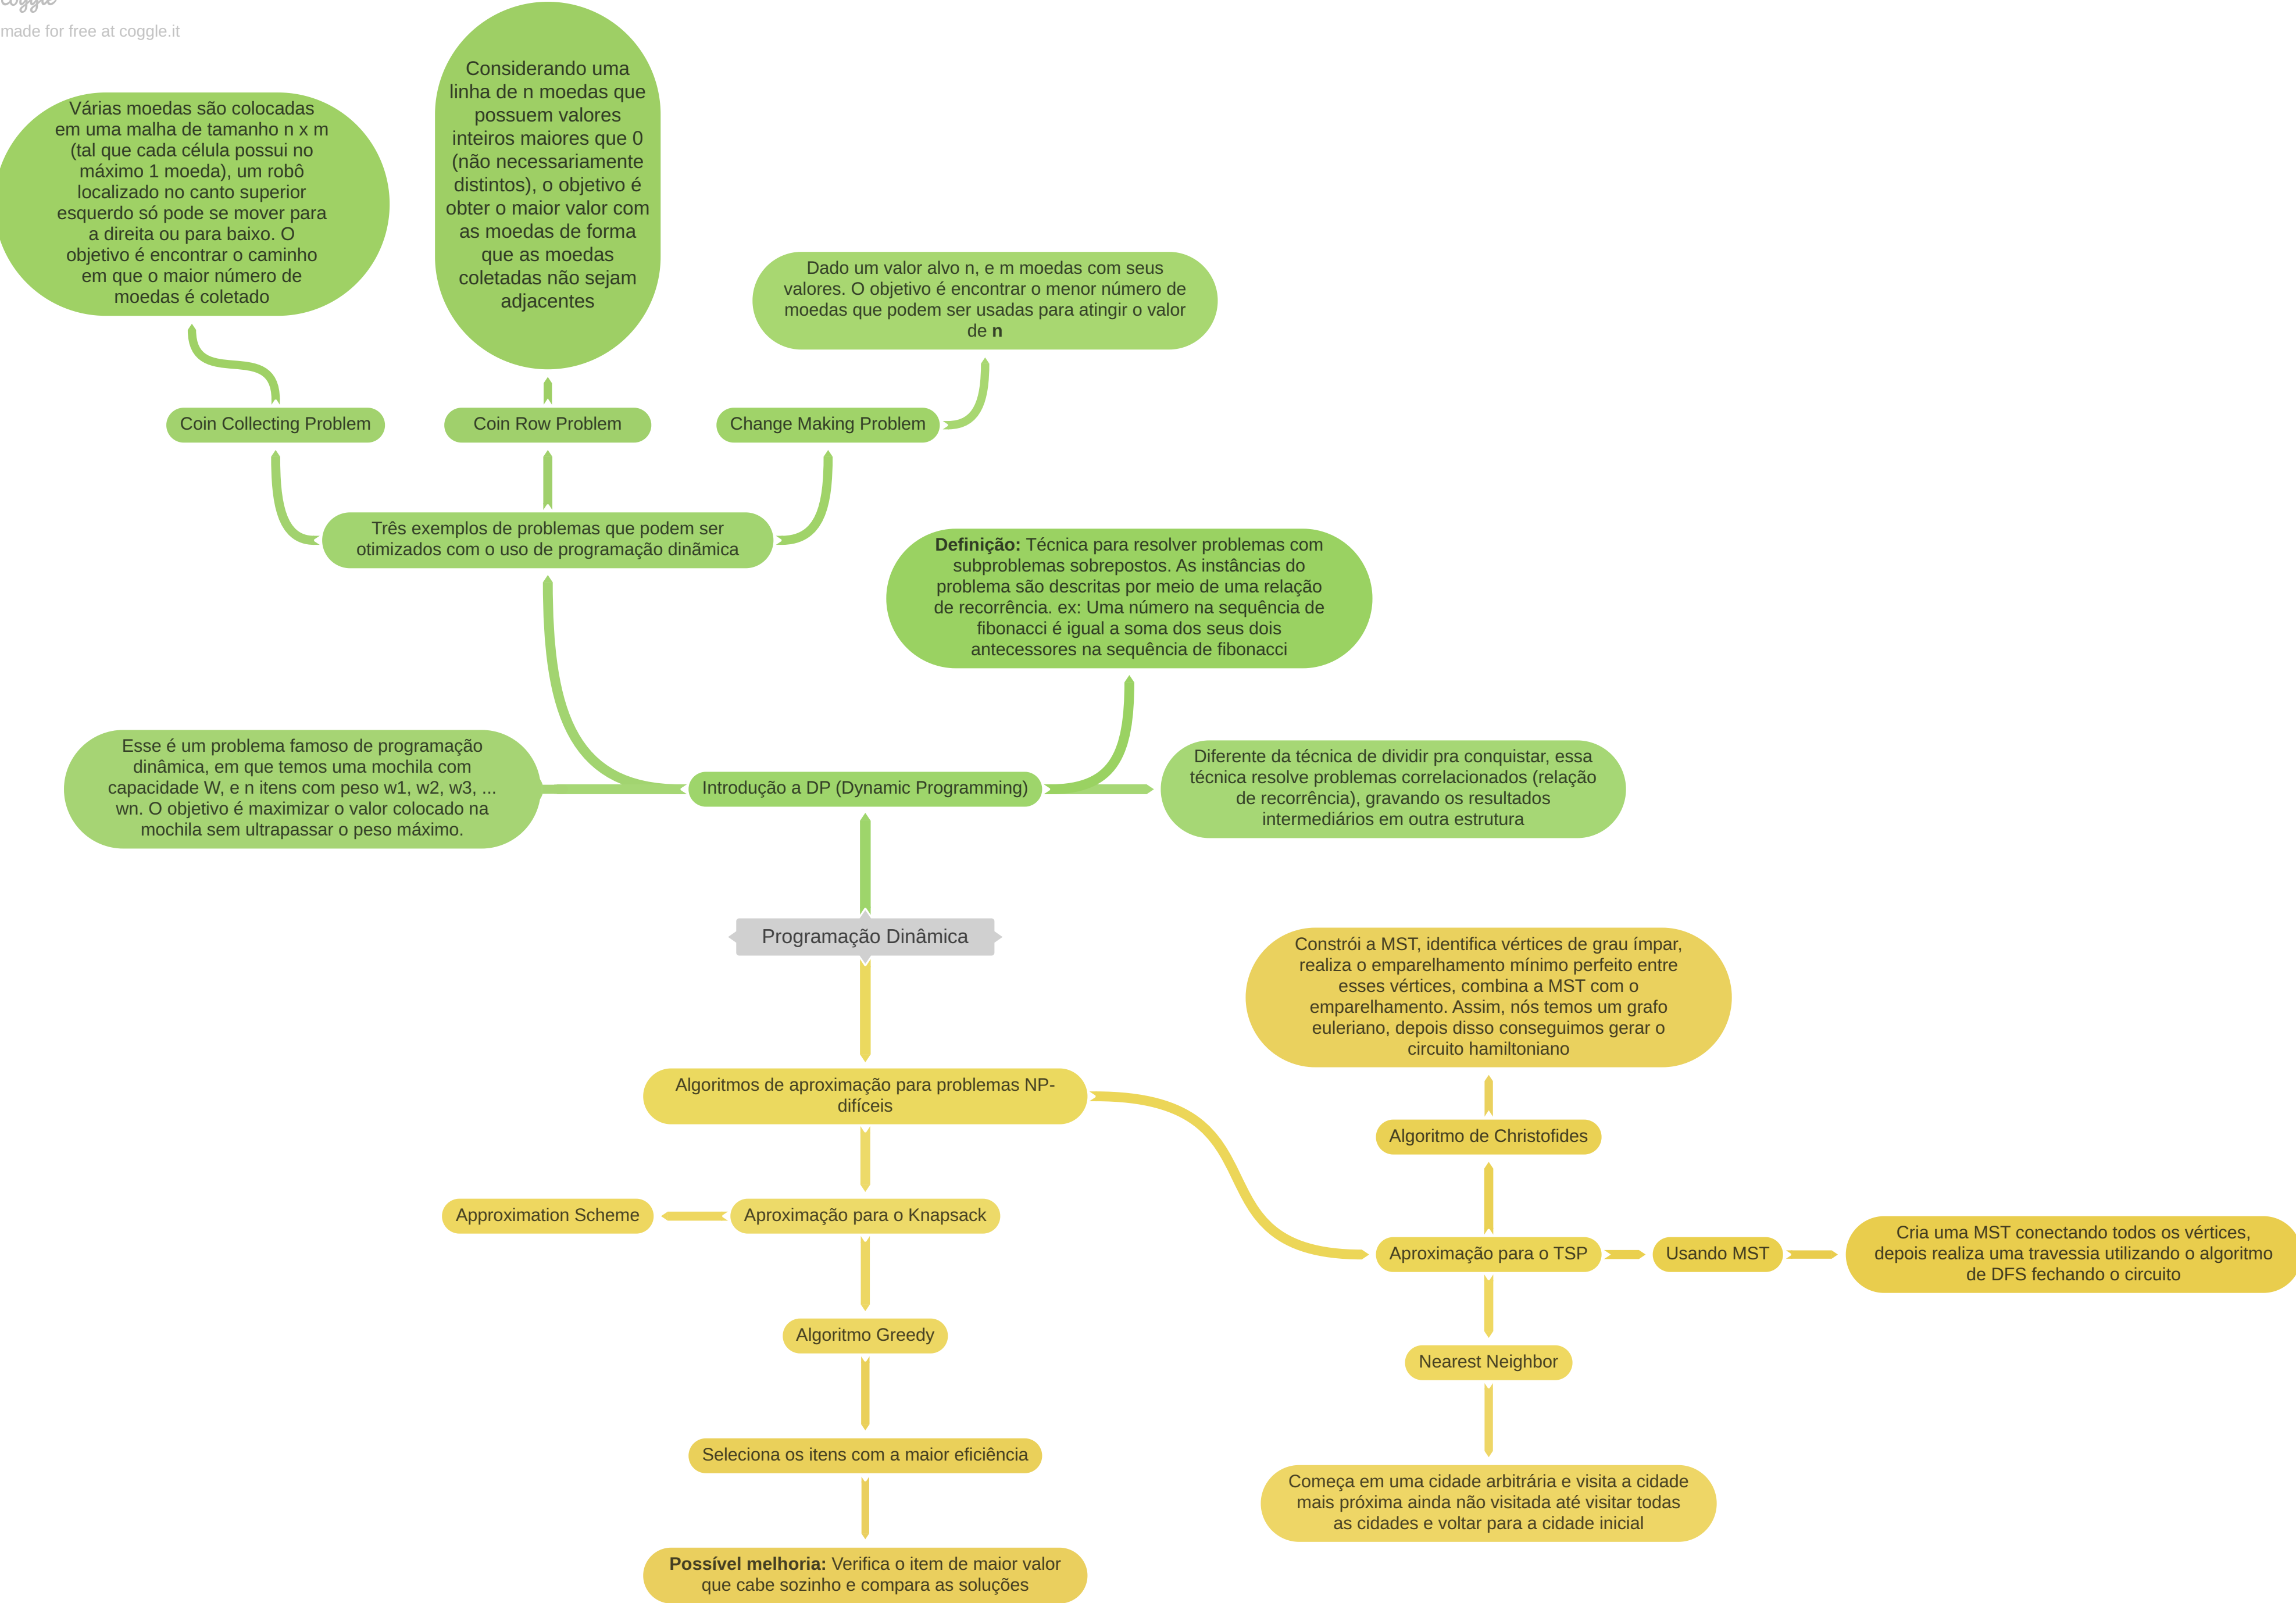 coggle
made for free at coggle.it
Considerando uma
linha de n moedas que
possuem valores
inteiros maiores que 0
(não necessariamente
distintos), o objetivo é
obter o maior valor com
as moedas de forma
que as moedas
coletadas não sejam
adjacentes
Várias moedas são colocadas
em uma malha de tamanho n x m
(tal que cada célula possui no
máximo 1 moeda), um robô
localizado no canto superior
esquerdo só pode se mover para
a direita ou para baixo. O
objetivo é encontrar o caminho
em que o maior número de
moedas é coletado
Dado um valor alvo n, e m moedas com seus
valores. O objetivo é encontrar o menor número de
moedas que podem ser usadas para atingir o valor
de n
Coin Collecting Problem
Coin Row Problem
Change Making Problem
Três exemplos de problemas que podem ser
otimizados com o uso de programação dinãmica
Definição: Técnica para resolver problemas com
subproblemas sobrepostos. As instâncias do
problema são descritas por meio de uma relação
de recorrência. ex: Uma número na sequência de
fibonacci é igual a soma dos seus dois
antecessores na sequência de fibonacci
Esse é um problema famoso de programação
dinâmica, em que temos uma mochila com
capacidade W, e n itens com peso w1, w2, w3, ...
wn. O objetivo é maximizar o valor colocado na
mochila sem ultrapassar o peso máximo.
Introdução a DP (Dynamic Programming)
Diferente da técnica de dividir pra conquistar, essa
técnica resolve problemas correlacionados (relação
de recorrência), gravando os resultados
intermediários em outra estrutura
Programação Dinâmica
Constrói a MST, identifica vértices de grau ímpar,
realiza o emparelhamento mínimo perfeito entre
esses vértices, combina a MST com o
emparelhamento. Assim, nós temos um grafo
euleriano, depois disso conseguimos gerar o
circuito hamiltoniano
Algoritmos de aproximação para problemas NP-
difíceis
Algoritmo de Christofides
Approximation Scheme
Aproximação para o Knapsack
Aproximação para o TSP
Usando MST
Cria uma MST conectando todos os vértices,
depois realiza uma travessia utilizando o algoritmo
de DFS fechando o circuito
Algoritmo Greedy
Nearest Neighbor
Seleciona os itens com a maior eficiência
Começa em uma cidade arbitrária e visita a cidade
mais próxima ainda não visitada até visitar todas
as cidades e voltar para a cidade inicial
Possível melhoria: Verifica o item de maior valor
que cabe sozinho e compara as soluções